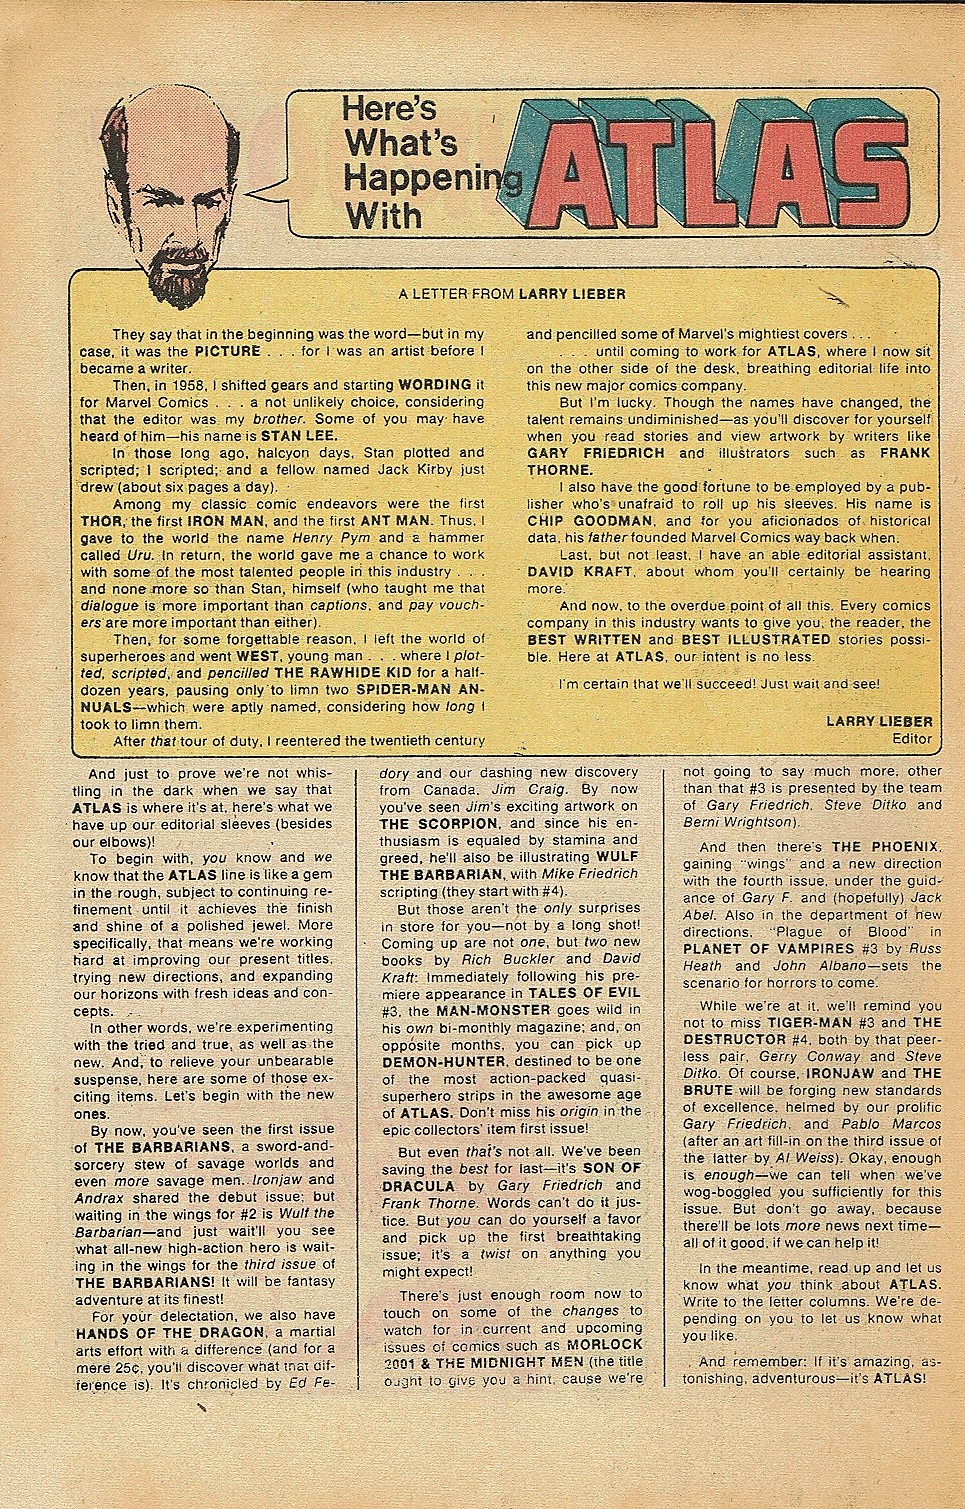 Here's
What's
Happening
With
ATLAS
A LETTER FROM LARRY LIEBER
They say that in the beginning was the word—but in my
case, it was the PICTURE . . . for I was an artist before I
became a writer.
Then, in 1958, I shifted gears and starting WORDING it
for Marvel Comics . . . a not unlikely choice, considering
that the editor was my brother. Some of you may have
heard of him—his name is STAN LEE.
In those long ago, halcyon days, Stan plotted and
scripted; I scripted; and a fellow named Jack Kirby just
drew (about six pages a day).
Among my classic comic endeavors were the first
THOR, the first IRON MAN, and the first ANT MAN. Thus, I
gave to the world the name Henry Pym and a hammer
called Uru. In return, the world gave me a chance to work
with some of the most talented people in this industry . . .
and none more so than Stan, himself (who taught me that
dialogue is more important than captions, and pay vouch-
ers are more important than either).
Then, for some forgettable reason, I left the world of
superheroes and went WEST, young man . . . where I plot-
ted, scripted, and pencilled THE RAWHIDE KID for a half-
dozen years, pausing only to limn two SPIDER-MAN AN-
NUALS—which were aptly named, considering how long I
took to limn them.
After that tour of duty, I reentered the twentieth century
and pencilled some of Marvel's mightiest covers . . .
. . . until coming to work for ATLAS, where I now sit
on the other side of the desk, breathing editorial life into
this new major comics company.
But I'm lucky. Though the names have changed, the
talent remains undiminished—as you'll discover for yourself
when you read stories and view artwork by writers like
GARY FRIEDRICH and illustrators such as FRANK
THORNE.
I also have the good fortune to be employed by a pub-
lisher who's unafraid to roll up his sleeves. His name is
CHIP GOODMAN, and for you aficionados of historical
data, his father founded Marvel Comics way back when.
Last, but not least, I have an able editorial assistant,
DAVID KRAFT, about whom you'll certainly be hearing
more.
And now, to the overdue point of all this. Every comics
company in this industry wants to give you, the reader, the
BEST WRITTEN and BEST ILLUSTRATED stories possi-
ble. Here at ATLAS, our intent is no less.
I'm certain that we'll succeed! Just wait and see!
LARRY LIEBER
Editor
And just to prove we're not whis-
tling in the dark when we say that
ATLAS is where it's at, here's what we
have up our editorial sleeves (besides
our elbows)!
To begin with, you know and we
know that the ATLAS line is like a gem
in the rough, subject to continuing re-
finement until it achieves the finish
and shine of a polished jewel. More
specifically, that means we're working
hard at improving our present titles,
trying new directions, and expanding
our horizons with fresh ideas and con-
cepts.
In other words, we're experimenting
with the tried and true, as well as the
new. And, to relieve your unbearable
suspense, here are some of those ex-
citing items. Let's begin with the new
ones.
By now, you've seen the first issue
of THE BARBARIANS, a sword-and-
sorcery stew of savage worlds and
even more savage men. Ironjaw and
Andrax shared the debut issue; but
waiting in the wings for #2 is Wulf the
Barbarian—and just wait'll you see
what all-new high-action hero is wait-
ing in the wings for the third issue of
THE BARBARIANS! It will be fantasy
adventure at its finest!
For your delectation, we also have
HANDS OF THE DRAGON, a martial
arts effort with a difference (and for a
mere 25¢, you'll discover what that dif-
ference is). It's chronicled by Ed Fe-
dory and our dashing new discovery
from Canada, Jim Craig. By now
you've seen Jim's exciting artwork on
THE SCORPION, and since his en-
thusiasm is equaled by stamina and
greed, he'll also be illustrating WULF
THE BARBARIAN, with Mike Friedrich
scripting (they start with #4).
But those aren't the only surprises
in store for you—not by a long shot!
Coming up are not one, but two new
books by Rich Buckler and David
Kraft: Immediately following his pre-
miere appearance in TALES OF EVIL
#3, the MAN-MONSTER goes wild in
his own bi-monthly magazine; and, on
opposite months, you can pick up
DEMON-HUNTER, destined to be one
of the most action-packed quasi-
superhero strips in the awesome age
of ATLAS. Don't miss his origin in the
epic collectors' item first issue!
But even that's not all. We've been
saving the best for last—it's SON OF
DRACULA by Gary Friedrich and
Frank Thorne. Words can't do it jus-
tice. But you can do yourself a favor
and pick up the first breathtaking
issue; it's a twist on anything you
might expect!
There's just enough room now to
touch on some of the changes to
watch for in current and upcoming
issues of comics such as MORLOCK
2001 & THE MIDNIGHT MEN (the title
ought to give you a hint, cause we're
not going to say much more, other
than that #3 is presented by the team
of Gary Friedrich, Steve Ditko and
Berni Wrightson).
And then there's THE PHOENIX,
gaining "wings" and a new direction
with the fourth issue, under the guid-
ance of Gary F. and (hopefully) Jack
Abel. Also in the department of new
directions, "Plague of Blood" in
PLANET OF VAMPIRES #3 by Russ
Heath and John Albano—sets the
scenario for horrors to come.
While we're at it, we'll remind you
not to miss TIGER-MAN #3 and THE
DESTRUCTOR #4, both by that peer-
less pair, Gerry Conway and Steve
Ditko. Of course, IRONJAW and THE
BRUTE will be forging new standards
of excellence, helmed by our prolific
Gary Friedrich, and Pablo Marcos
(after an art fill-in on the third issue of
the latter by Al Weiss). Okay, enough
is enough—we can tell when we've
wog-boggled you sufficiently for this
issue. But don't go away, because
there'll be lots more news next time—
all of it good, if we can help it!
In the meantime, read up and let us
know what you think about ATLAS.
Write to the letter columns. We're de-
pending on you to let us know what
you like.
And remember: If it's amazing, as-
tonishing, adventurous—it's ATLAS!